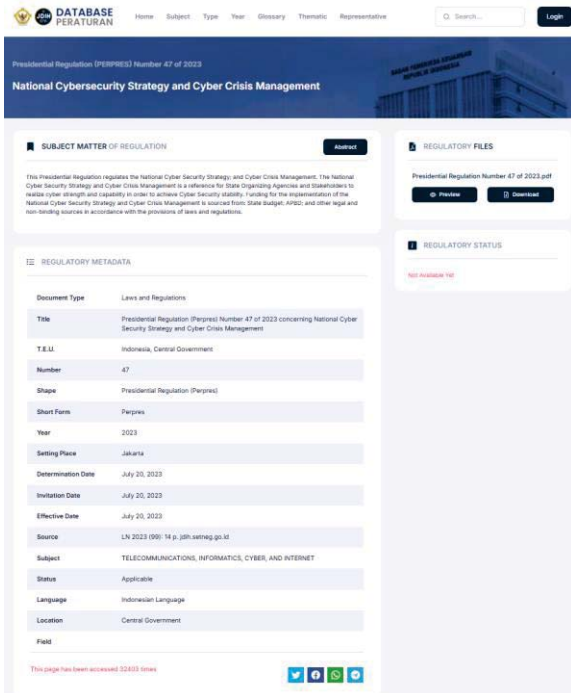 JDIH
DATABASE
PERATURAN
Home Subject Type Year Glossary Thematic Representative
Search...
Login
Presidential Regulation (PERPRES) Number 47 of 2023
National Cybersecurity Strategy and Cyber Crisis Management
BADAN PEMERIKSA KEUANGAN
REPUBLIK INDONESIA
SUBJECT MATTER OF REGULATION
Abstract
This Presidential Regulation regulates the National Cyber Security Strategy; and Cyber Crisis Management. The National
Cyber Security Strategy and Cyber Crisis Management is a reference for State Organizing Agencies and Stakeholders to
realize cyber strength and capability in order to achieve Cyber Security stability. Funding for the implementation of the
National Cyber Security Strategy and Cyber Crisis Management is sourced from: State Budget; APBD; and other legal and
non-binding sources in accordance with the provisions of laws and regulations.
REGULATORY METADATA
Document Type Laws and Regulations
Title Presidential Regulation (Perpres) Number 47 of 2023 concerning National Cyber
Security Strategy and Cyber Crisis Management
T.E.U. Indonesia, Central Government
Number 47
Shape Presidential Regulation (Perpres)
Short Form Perpres
Year 2023
Setting Place Jakarta
Determination Date July 20, 2023
Invitation Date July 20, 2023
Effective Date July 20, 2023
Source LN 2023 (99): 14 p. jdih.setneg.go.id
Subject TELECOMMUNICATIONS, INFORMATICS, CYBER, AND INTERNET
Status Applicable
Language Indonesian Language
Location Central Government
Field
This page has been accessed 22403 times
REGULATORY FILES
Presidential Regulation Number 47 of 2023.pdf
Preview
Download
REGULATORY STATUS
Not Available Yet